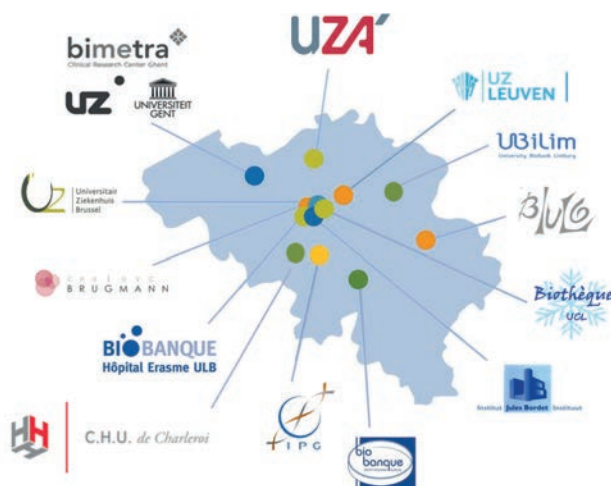 bimetra
Clinical Research Center Ghent
UZ
UNIVERSITEIT
GENT
UZA'
UZ
LEUVEN
UBiLim
University Biobank Limburg
UZ
Universitair
Ziekenhuis
Brussel
BRUGMANN
Biothèque
UCL
BIOBANQUE
Hôpital Erasme ULB
Institut Jules Bordet Instituut
C.H.U. de Charleroi
IPG
bio
banque